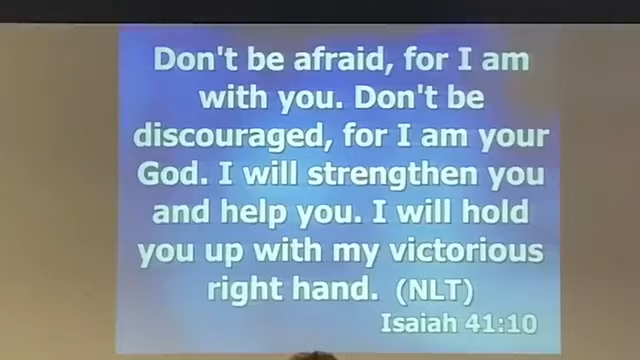 Don't be afraid, for I am
with you. Don't be
discouraged, for I am your
God. I will strengthen you
and help you. I will hold
you up with my victorious
right hand. (NLT)
Isaiah 41:10